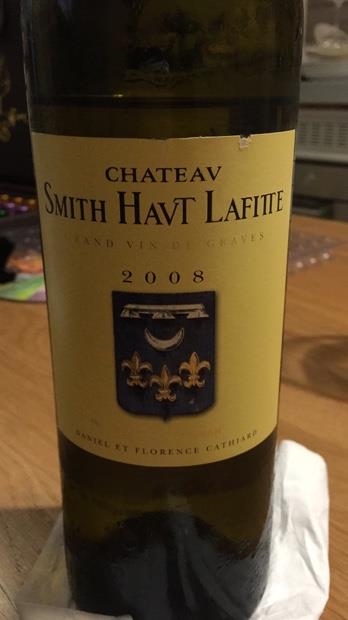 CHATEAV
SMITH HAVT LAFITTE
GRAND VIN DE GRAVES
2008
DANIEL ET FLORENCE CATHIARD